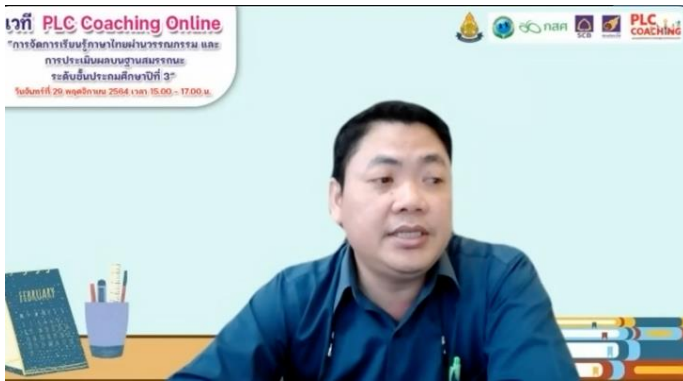 เวที PLC Coaching Online
"การจัดการเรียนรู้ภาษาไทยผ่านวรรณกรรม และ
การประเมินผลบนฐานสมรรถนะ
ระดับชั้นประถมศึกษาปีที่ 3"
วันจันทร์ที่ 29 พฤศจิกายน 2564 เวลา 15.00 - 17.00 น.
กสศ
SCB
PLC
COACHING
FEBRUARY